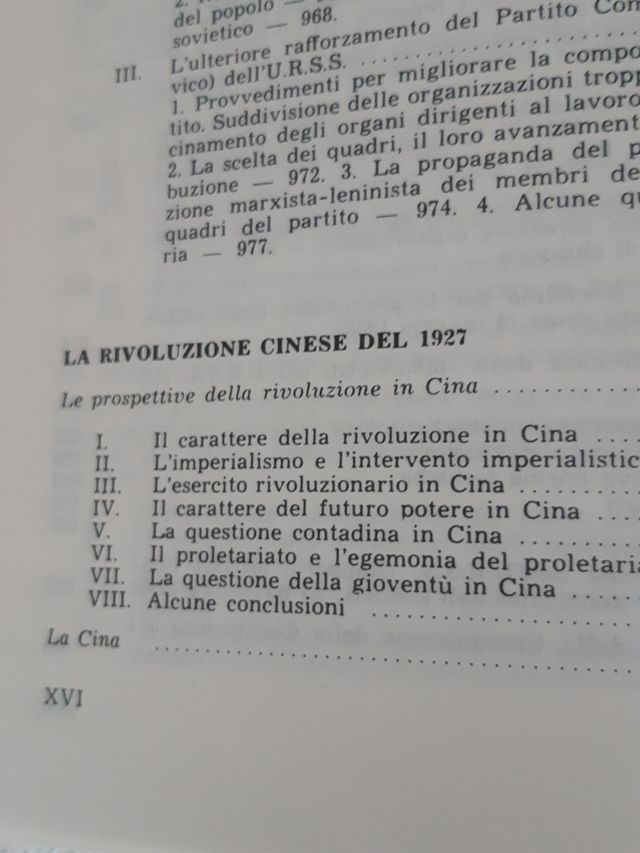 del popolo —
sovietico — 968.
III. L'ulteriore rafforzamento del Partito Com
vico) dell'U.R.S.S. ........................
1. Provvedimenti per migliorare la compo
tito. Suddivisione delle organizzazioni tropp
cinamento degli organi dirigenti al lavoro
2. La scelta dei quadri, il loro avanzament
buzione — 972. 3. La propaganda del p
zione marxista-leninista dei membri de
quadri del partito — 974. 4. Alcune qu
ria — 977.
LA RIVOLUZIONE CINESE DEL 1927
Le prospettive della rivoluzione in Cina ............
I. Il carattere della rivoluzione in Cina ....
II. L'imperialismo e l'intervento imperialistic
III. L'esercito rivoluzionario in Cina ..........
IV. Il carattere del futuro potere in Cina ....
V. La questione contadina in Cina ..........
VI. Il proletariato e l'egemonia del proletaria
VII. La questione della gioventù in Cina ......
VIII. Alcune conclusioni ......................
La Cina ........................................
XVI